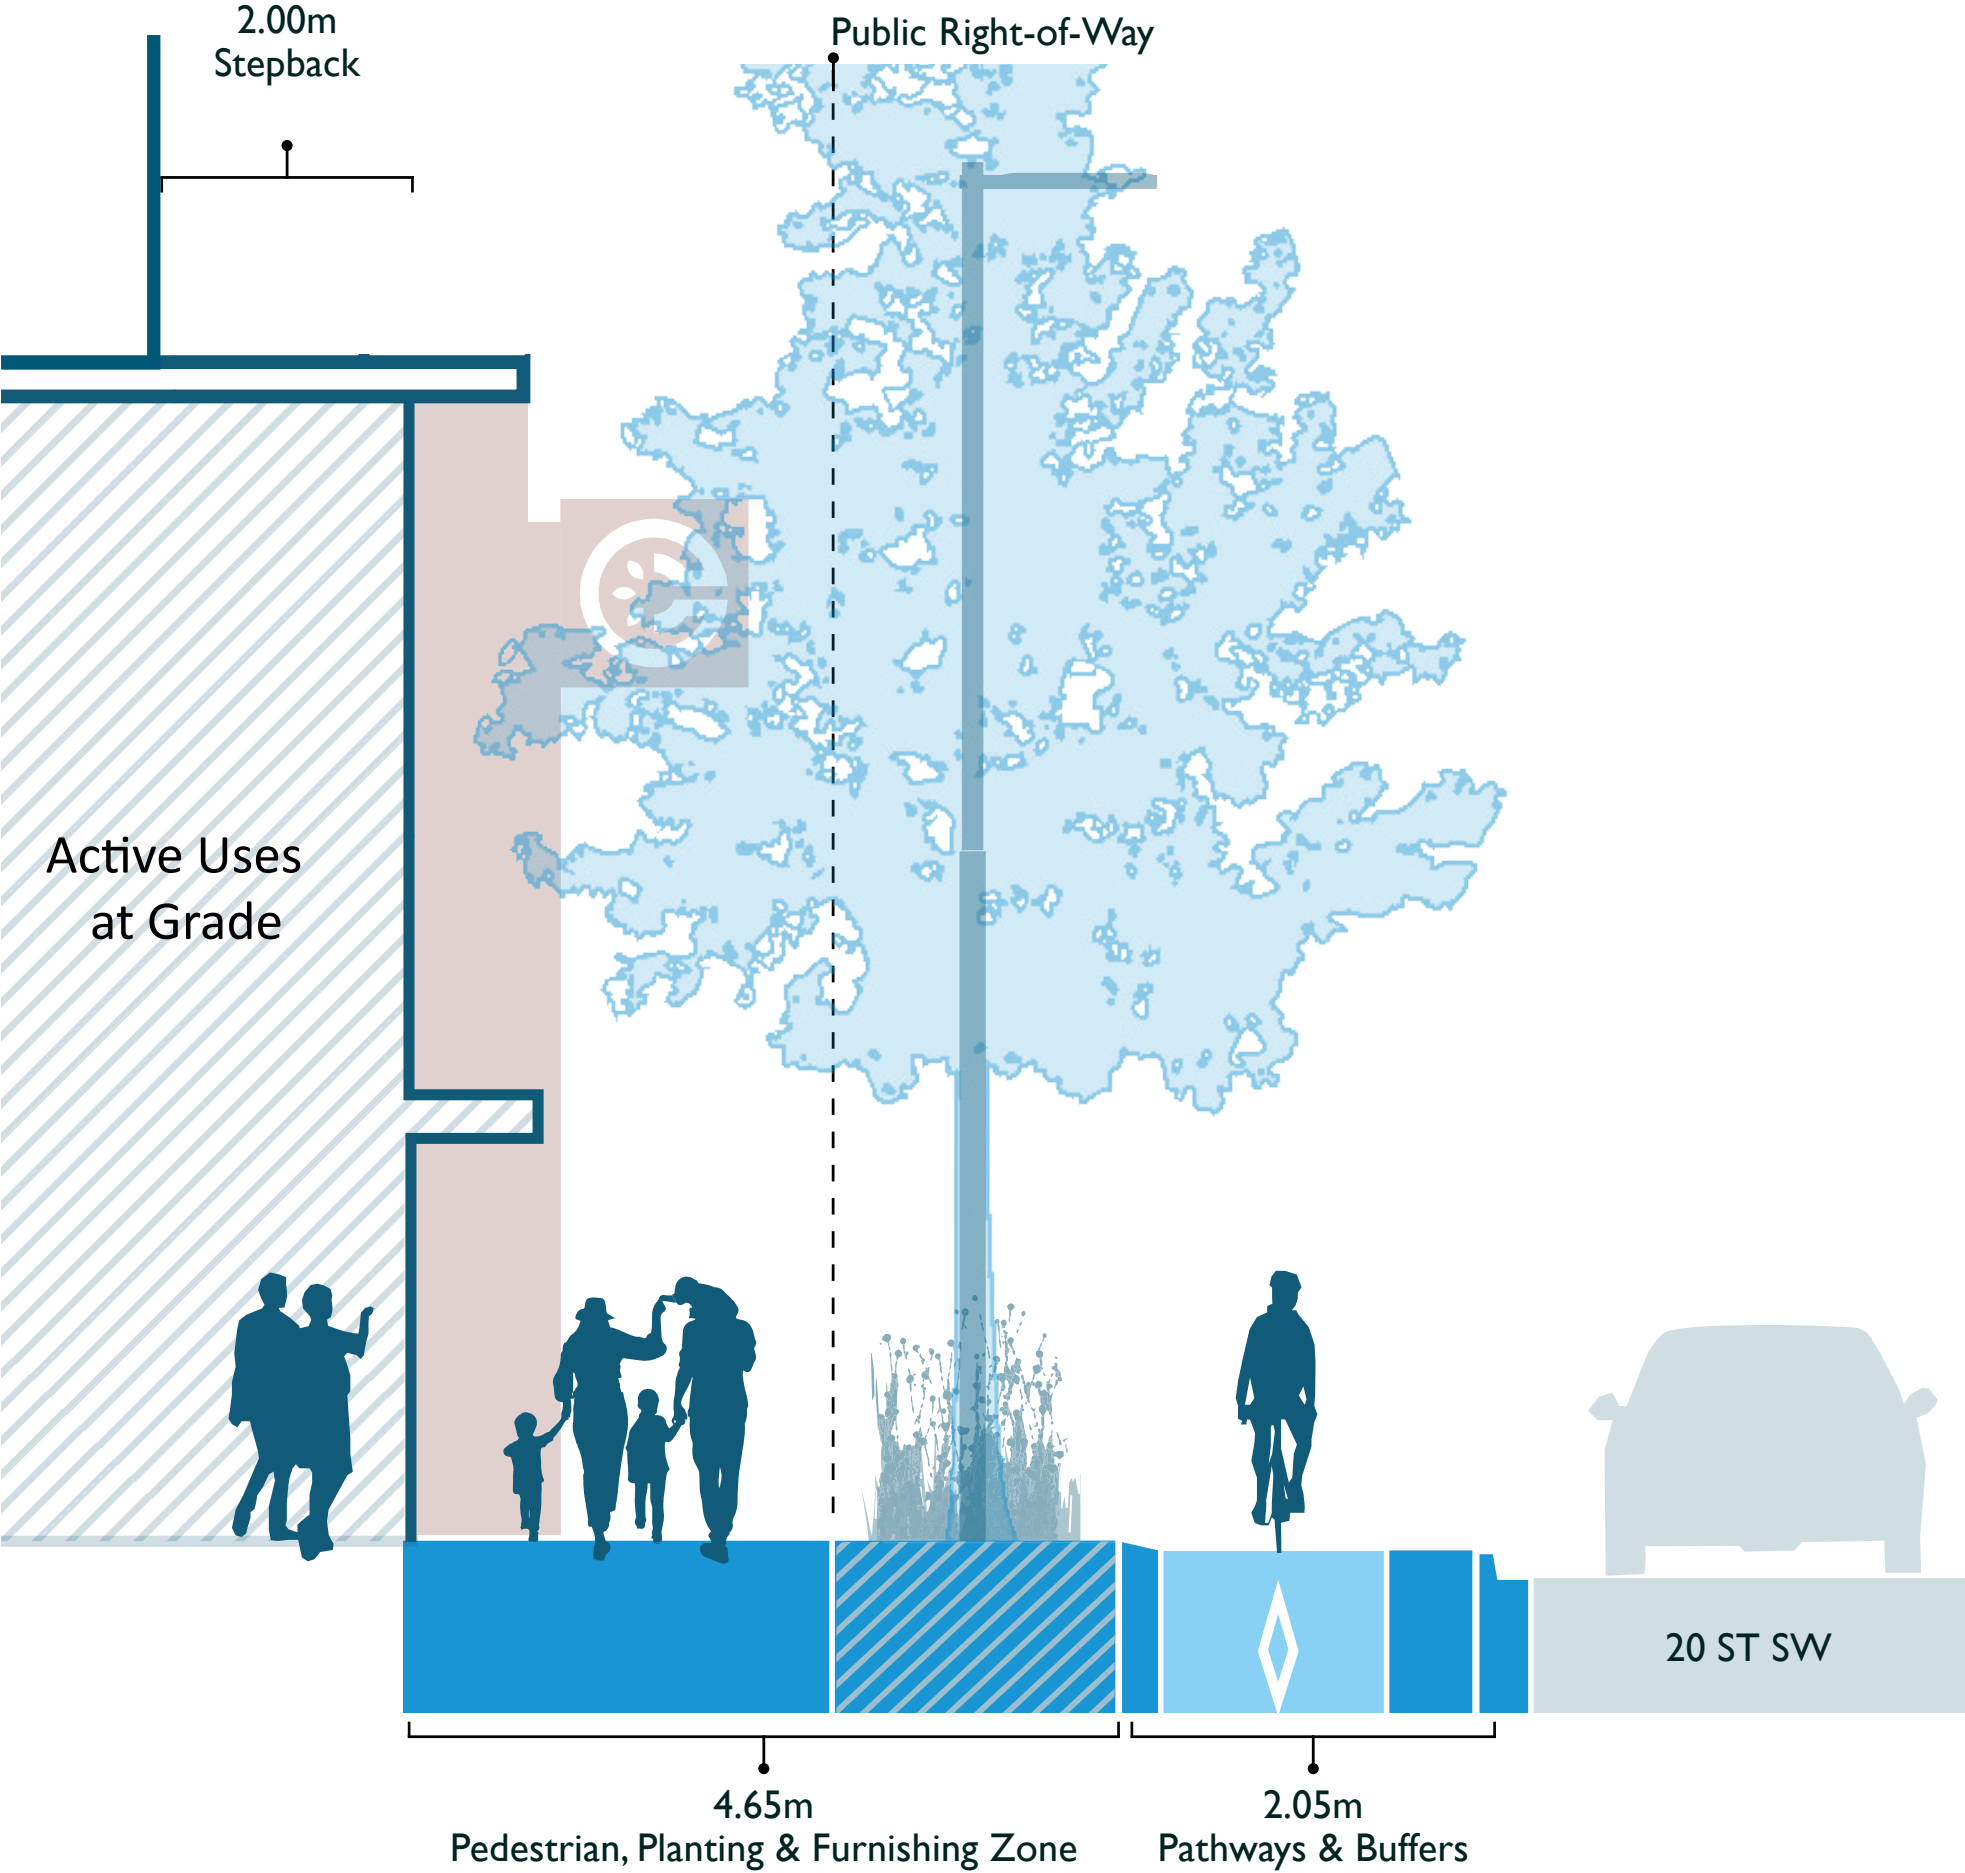 2.00m
Stepback
Public Right-of-Way
Active Uses
at Grade
20 ST SW
4.65m
Pedestrian, Planting & Furnishing Zone
2.05m
Pathways & Buffers